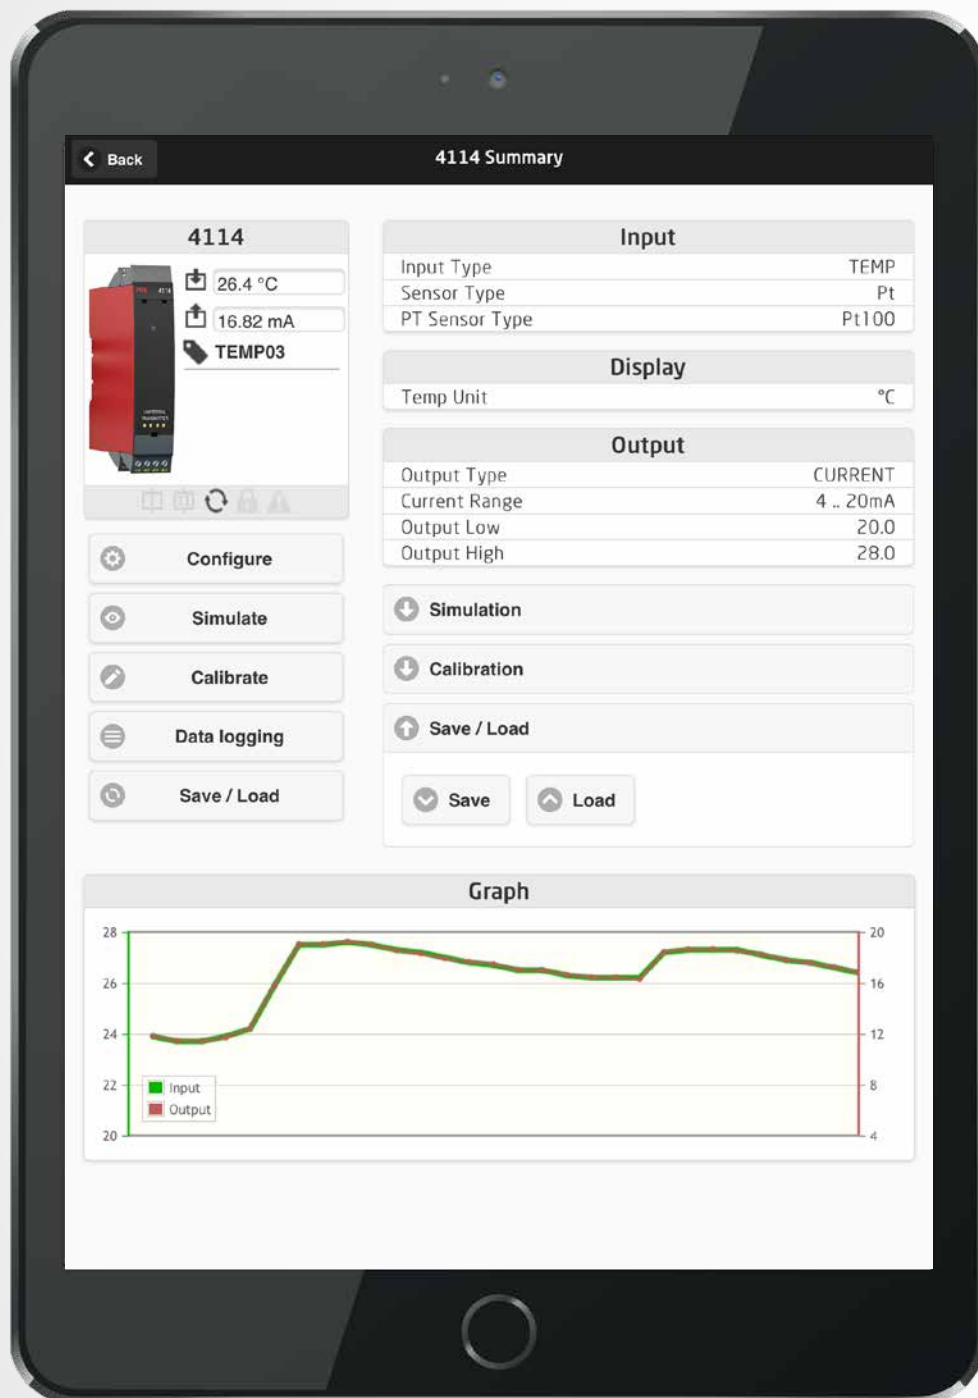 Back
4114 Summary
4114
4114
26.4 °C
16.82 mA
TEMP03
UNIVERSAL
TRANSMITTER
Configure
Simulate
Calibrate
Data logging
Save / Load
Input
Input Type TEMP
Sensor Type Pt
PT Sensor Type Pt100
Display
Temp Unit °C
Output
Output Type CURRENT
Current Range 4 .. 20mA
Output Low 20.0
Output High 28.0
Simulation
Calibration
Save / Load
Save
Load
Graph
28
26
24
22
20
Input
Output
20
16
12
8
4